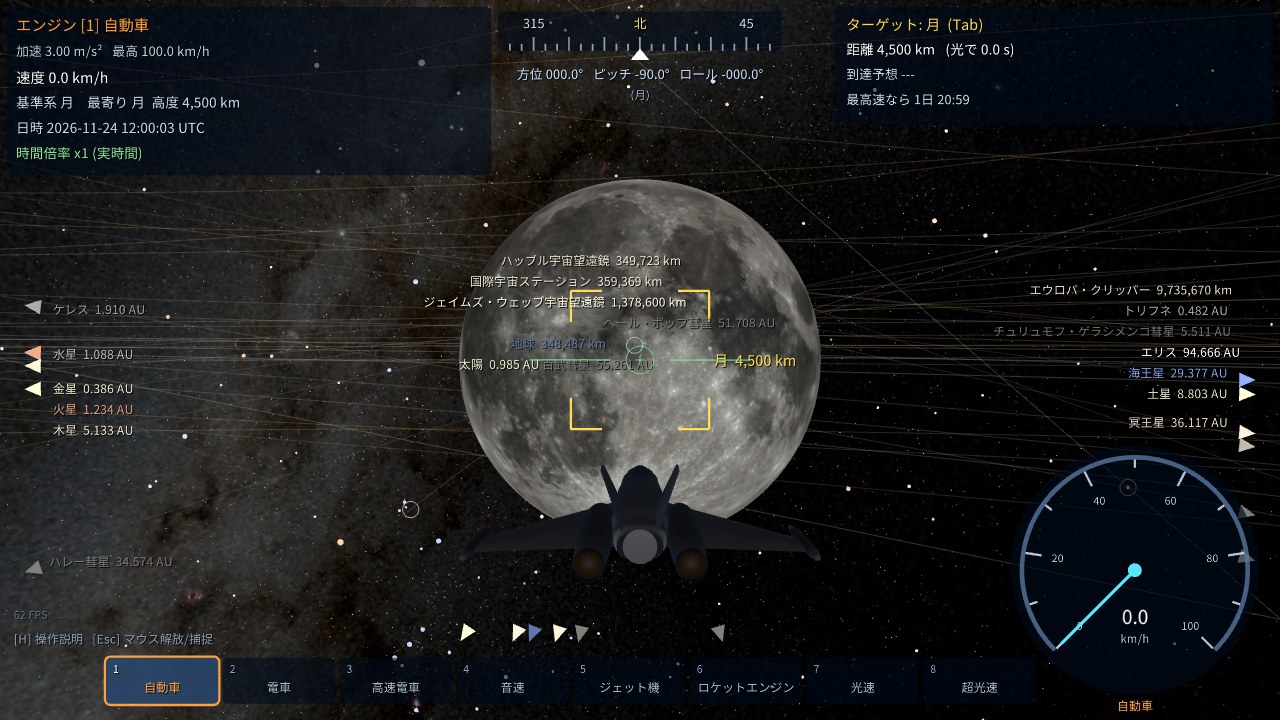 エンジン [1] 自動車
加速 3.00 m/s² 最高 100.0 km/h
速度 0.0 km/h
基準系 月 最寄り 月 高度 4,500 km
日時 2026-11-24 12:00:03 UTC
時間倍率 x1 (実時間)
315 北 45
方位 000.0° ピッチ -90.0° ロール -000.0°
(月)
ターゲット: 月 (Tab)
距離 4,500 km (光で 0.0 s)
到達予想 ---
最高速なら 1日 20:59
ハッブル宇宙望遠鏡 349,723 km
国際宇宙ステーション 359,369 km
ジェイムズ・ウェッブ宇宙望遠鏡 1,378,600 km
ヘール・ボップ彗星 51.708 AU
地球 348,487 km
太陽 0.985 AU
百武彗星 55.261 AU
月 4,500 km
ケレス 1.910 AU
水星 1.088 AU
金星 0.386 AU
火星 1.234 AU
木星 5.133 AU
ハレー彗星 34.574 AU
エウロパ・クリッパー 9,735,670 km
トリフネ 0.482 AU
チュリュモフ・ゲラシメンコ彗星 5.511 AU
エリス 94.666 AU
海王星 29.377 AU
土星 8.803 AU
冥王星 36.117 AU
62 FPS
[H] 操作説明 [Esc] マウス解放/捕捉
1 自動車
2 電車
3 高速電車
4 音速
5 ジェット機
6 ロケットエンジン
7 光速
8 超光速
0 20 40 60 80 100
0.0
km/h
自動車